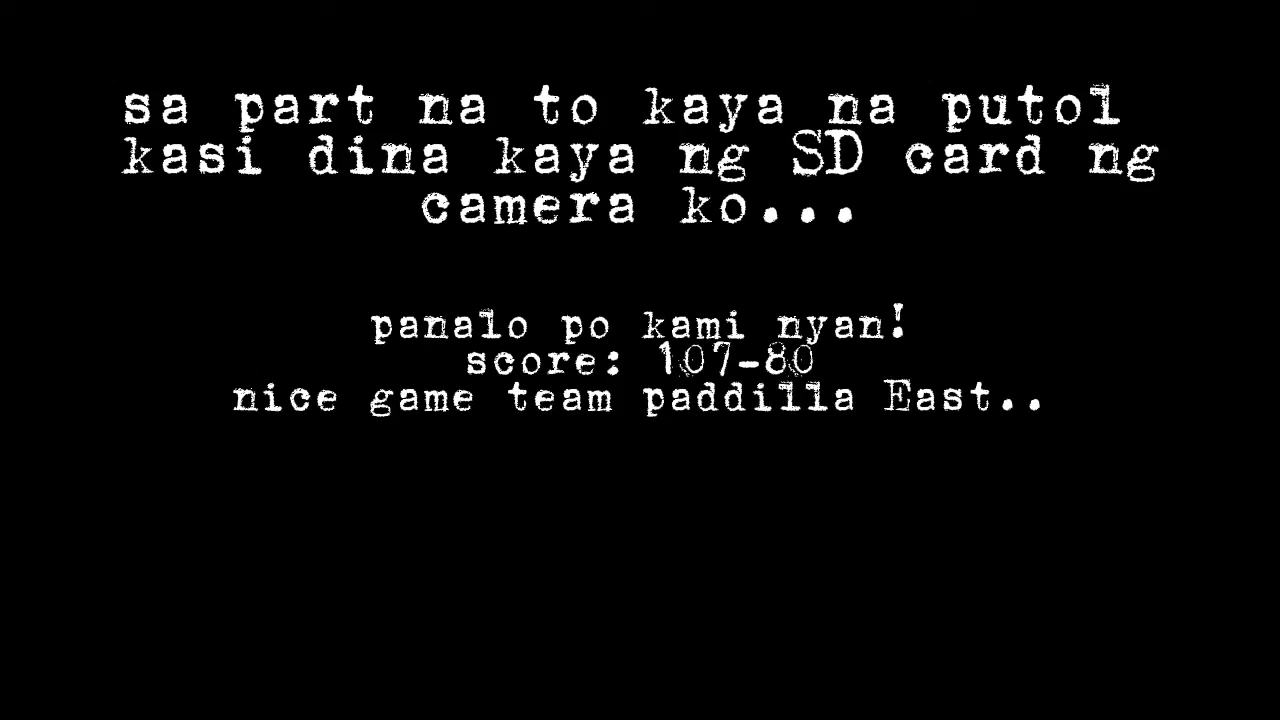 sa part na to kaya na putol
kasi dina kaya ng SD card ng
camera ko...
panalo po kami nyan!
score: 107-80
nice game team paddilla East..